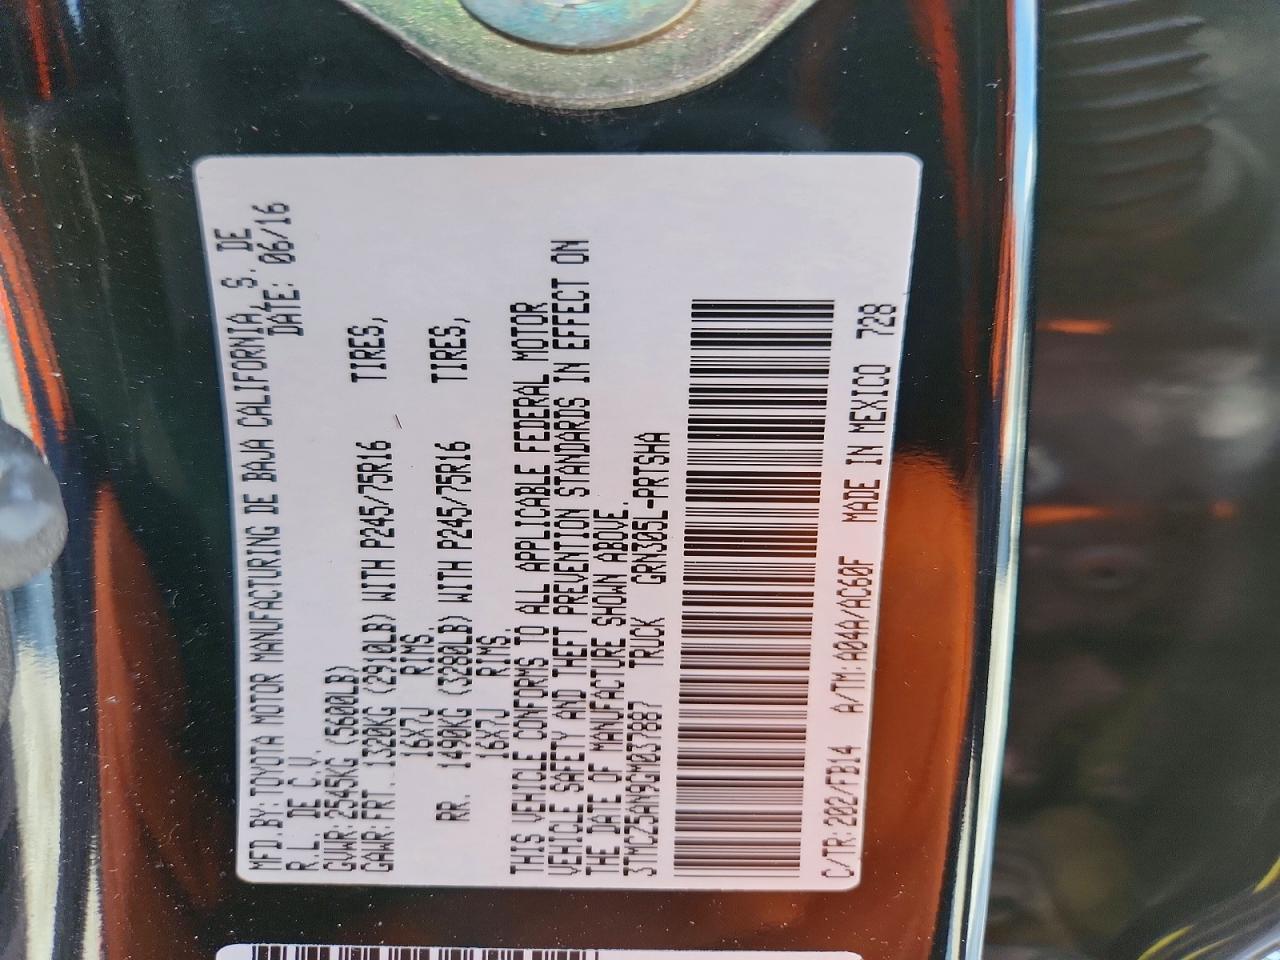 MFD.BY:TOYOTA MOTOR MANUFACTURING DE BAJA CALIFORNIA, S. DE
R.L. DE C.V. DATE: 06/16
GVWR:2545KG (5600LB)
GAWR:FRT. 1320KG (2910LB) WITH P245/75R16 TIRES,
16X7J RIMS,
RR. 1490KG (3280LB) WITH P245/75R16 TIRES,
16X7J RIMS,
THIS VEHICLE CONFORMS TO ALL APPLICABLE FEDERAL MOTOR
VEHICLE SAFETY AND THEFT PREVENTION STANDARDS IN EFFECT ON
THE DATE OF MANUFACTURE SHOWN ABOVE.
3TMCZ5AN9GM037887 TRUCK GRN305L-PRTSHA
C/TR:202/FB14 A/TM:A04A/AC60F MADE IN MEXICO 728